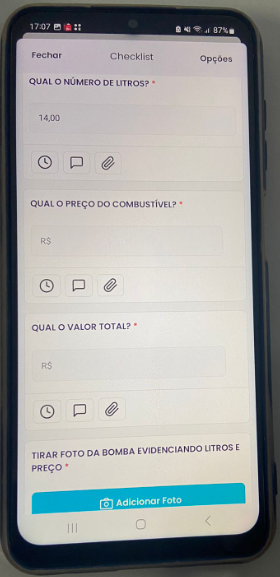 17:07 87%
Fechar Checklist Opções
QUAL O NÚMERO DE LITROS? *
14,00
QUAL O PREÇO DO COMBUSTÍVEL? *
R$
QUAL O VALOR TOTAL? *
R$
TIRAR FOTO DA BOMBA EVIDENCIANDO LITROS E
PREÇO *
Adicionar Foto